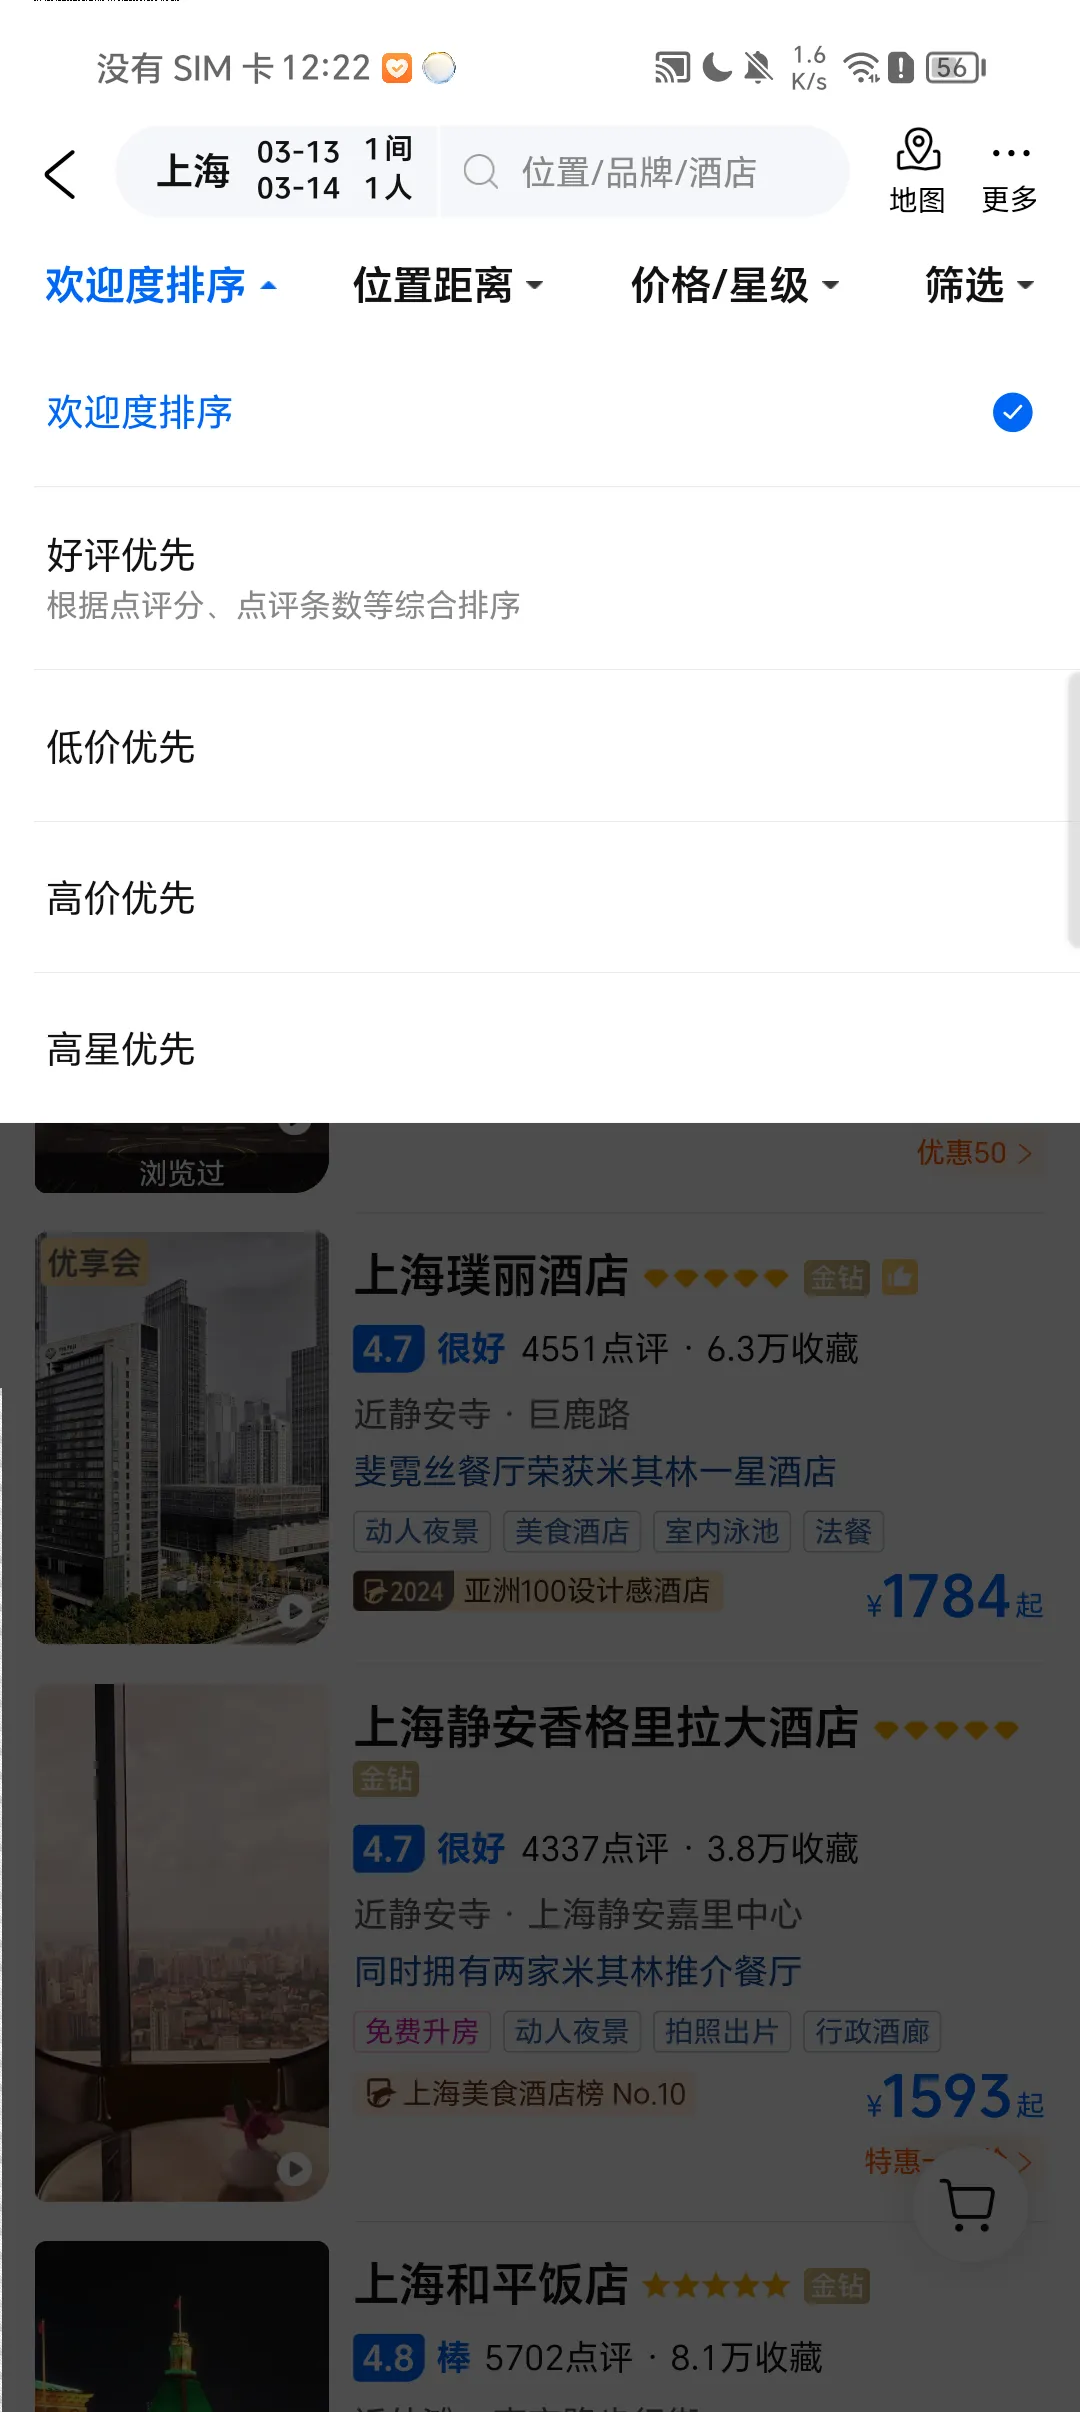 没有 SIM 卡 12:22
1.6 K/s
56
上海
03-13 1间
03-14 1人
位置/品牌/酒店
地图
更多
欢迎度排序
位置距离
价格/星级
筛选
欢迎度排序
好评优先
根据点评分、点评条数等综合排序
低价优先
高价优先
高星优先
浏览过
优惠50 >
优享会
上海璞丽酒店 金钻
4.7 很好 4551点评 · 6.3万收藏
近静安寺 · 巨鹿路
斐霓丝餐厅荣获米其林一星酒店
动人夜景 美食酒店 室内泳池 法餐
2024 亚洲100设计感酒店
¥1784起
上海静安香格里拉大酒店
金钻
4.7 很好 4337点评 · 3.8万收藏
近静安寺 · 上海静安嘉里中心
同时拥有两家米其林推介餐厅
免费升房 动人夜景 拍照出片 行政酒廊
上海美食酒店榜 No.10
¥1593起
特惠
上海和平饭店 金钻
4.8 棒 5702点评 · 8.1万收藏